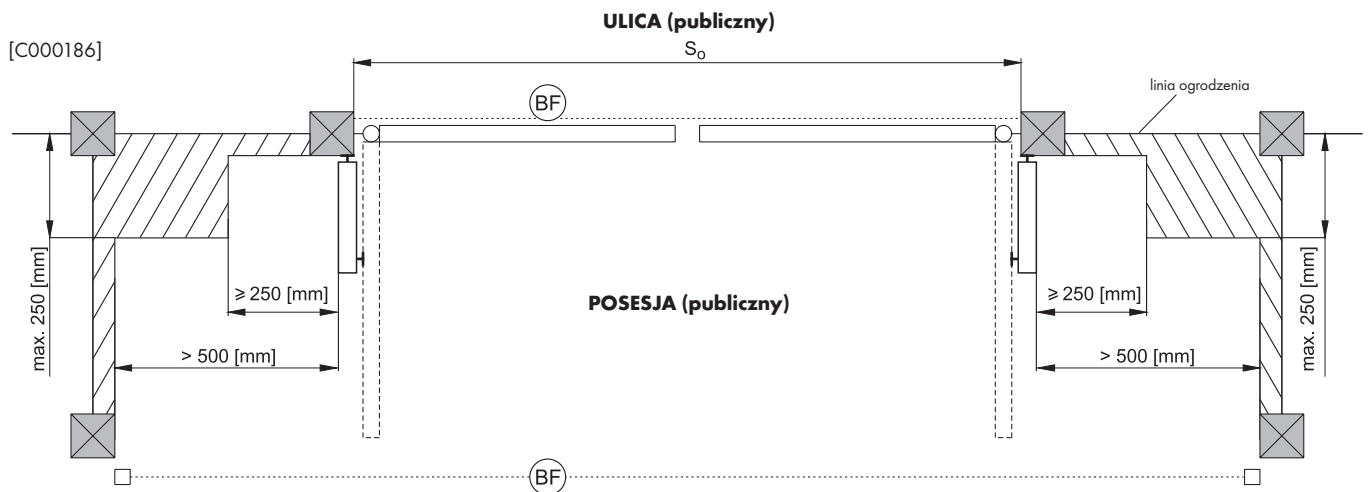 ULICA (publiczny)
[C000186]
So
BF
linia ogrodzenia
max. 250 [mm]
⩾ 250 [mm]
> 500 [mm]
POSESJA (publiczny)
⩾ 250 [mm]
> 500 [mm]
max. 250 [mm]
BF